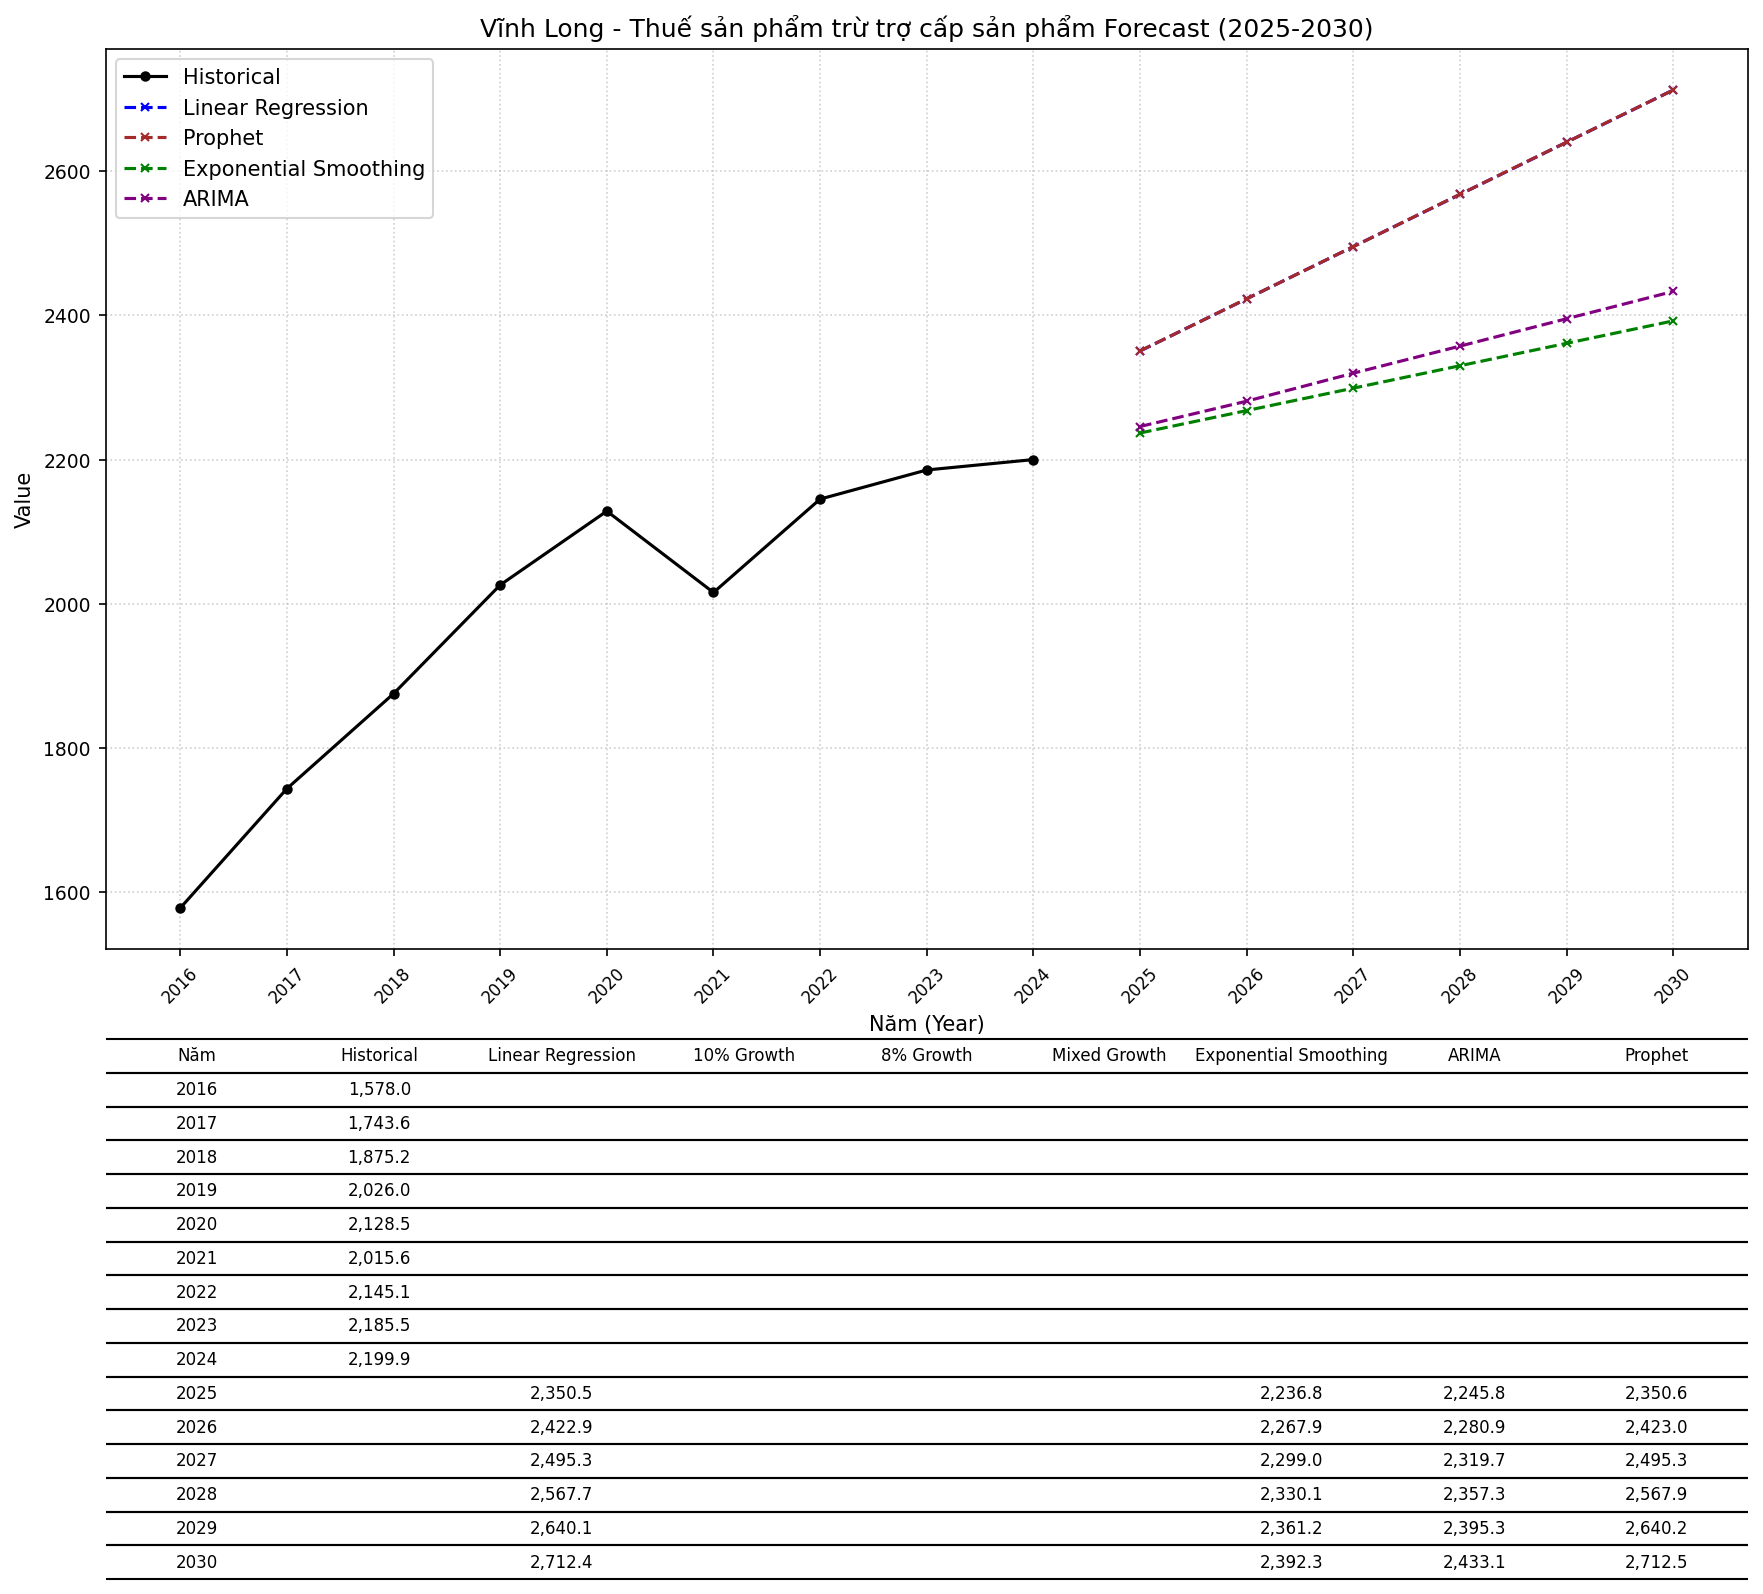 Vĩnh Long - Thuế sản phẩm trừ trợ cấp sản phẩm Forecast (2025-2030)
Historical
Linear Regression
Prophet
Exponential Smoothing
ARIMA
Value
2600
2400
2200
2000
1800
1600
2016 2017 2018 2019 2020 2021 2022 2023 2024 2025 2026 2027 2028 2029 2030
Năm (Year)
Năm Historical Linear Regression 10% Growth 8% Growth Mixed Growth Exponential Smoothing ARIMA Prophet
2016 1,578.0
2017 1,743.6
2018 1,875.2
2019 2,026.0
2020 2,128.5
2021 2,015.6
2022 2,145.1
2023 2,185.5
2024 2,199.9
2025 2,350.5 2,236.8 2,245.8 2,350.6
2026 2,422.9 2,267.9 2,280.9 2,423.0
2027 2,495.3 2,299.0 2,319.7 2,495.3
2028 2,567.7 2,330.1 2,357.3 2,567.9
2029 2,640.1 2,361.2 2,395.3 2,640.2
2030 2,712.4 2,392.3 2,433.1 2,712.5